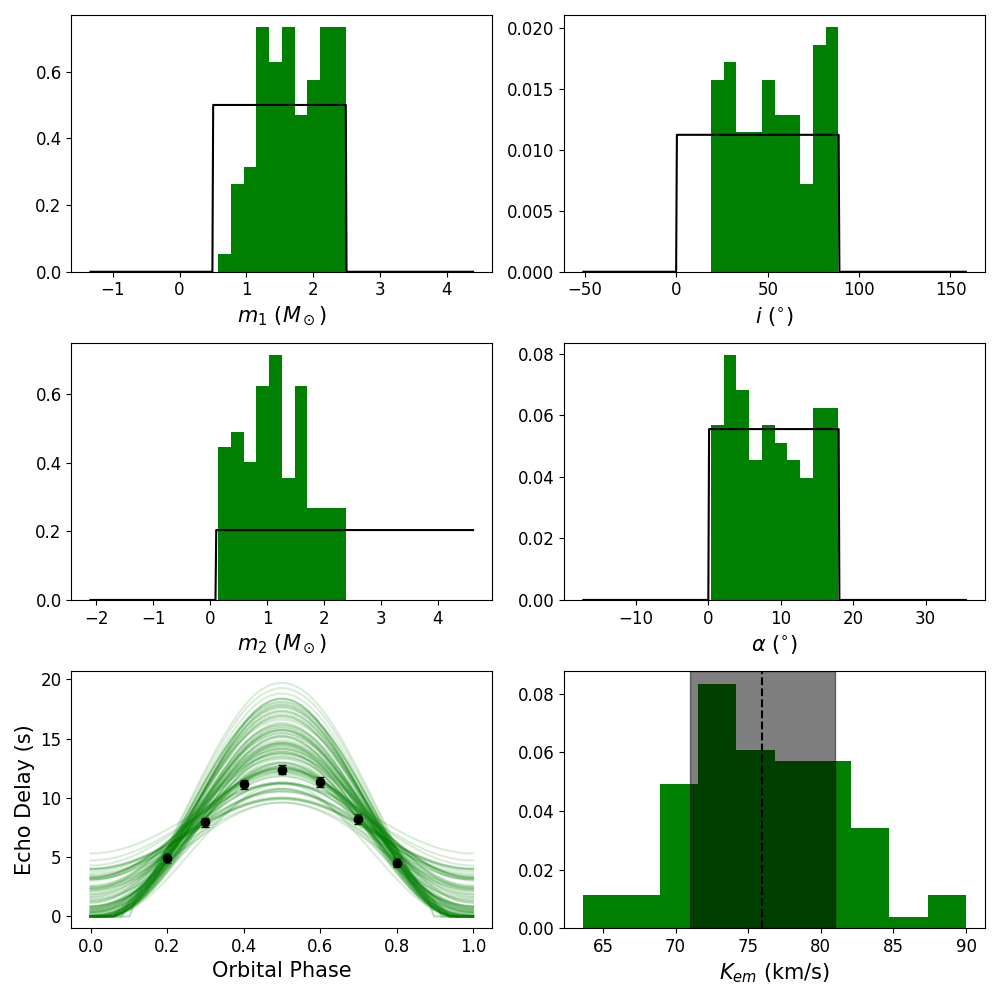 0.6
0.4
0.2
0.0
−1 0 1 2 3 4
m₁ (M⊙)
0.020
0.015
0.010
0.005
0.000
−50 0 50 100 150
i (°)
0.6
0.4
0.2
0.0
−2 −1 0 1 2 3 4
m₂ (M⊙)
0.08
0.06
0.04
0.02
0.00
−10 0 10 20 30
α (°)
Echo Delay (s)
20
15
10
5
0
0.0 0.2 0.4 0.6 0.8 1.0
Orbital Phase
0.08
0.06
0.04
0.02
0.00
65 70 75 80 85 90
Kₑₘ (km/s)